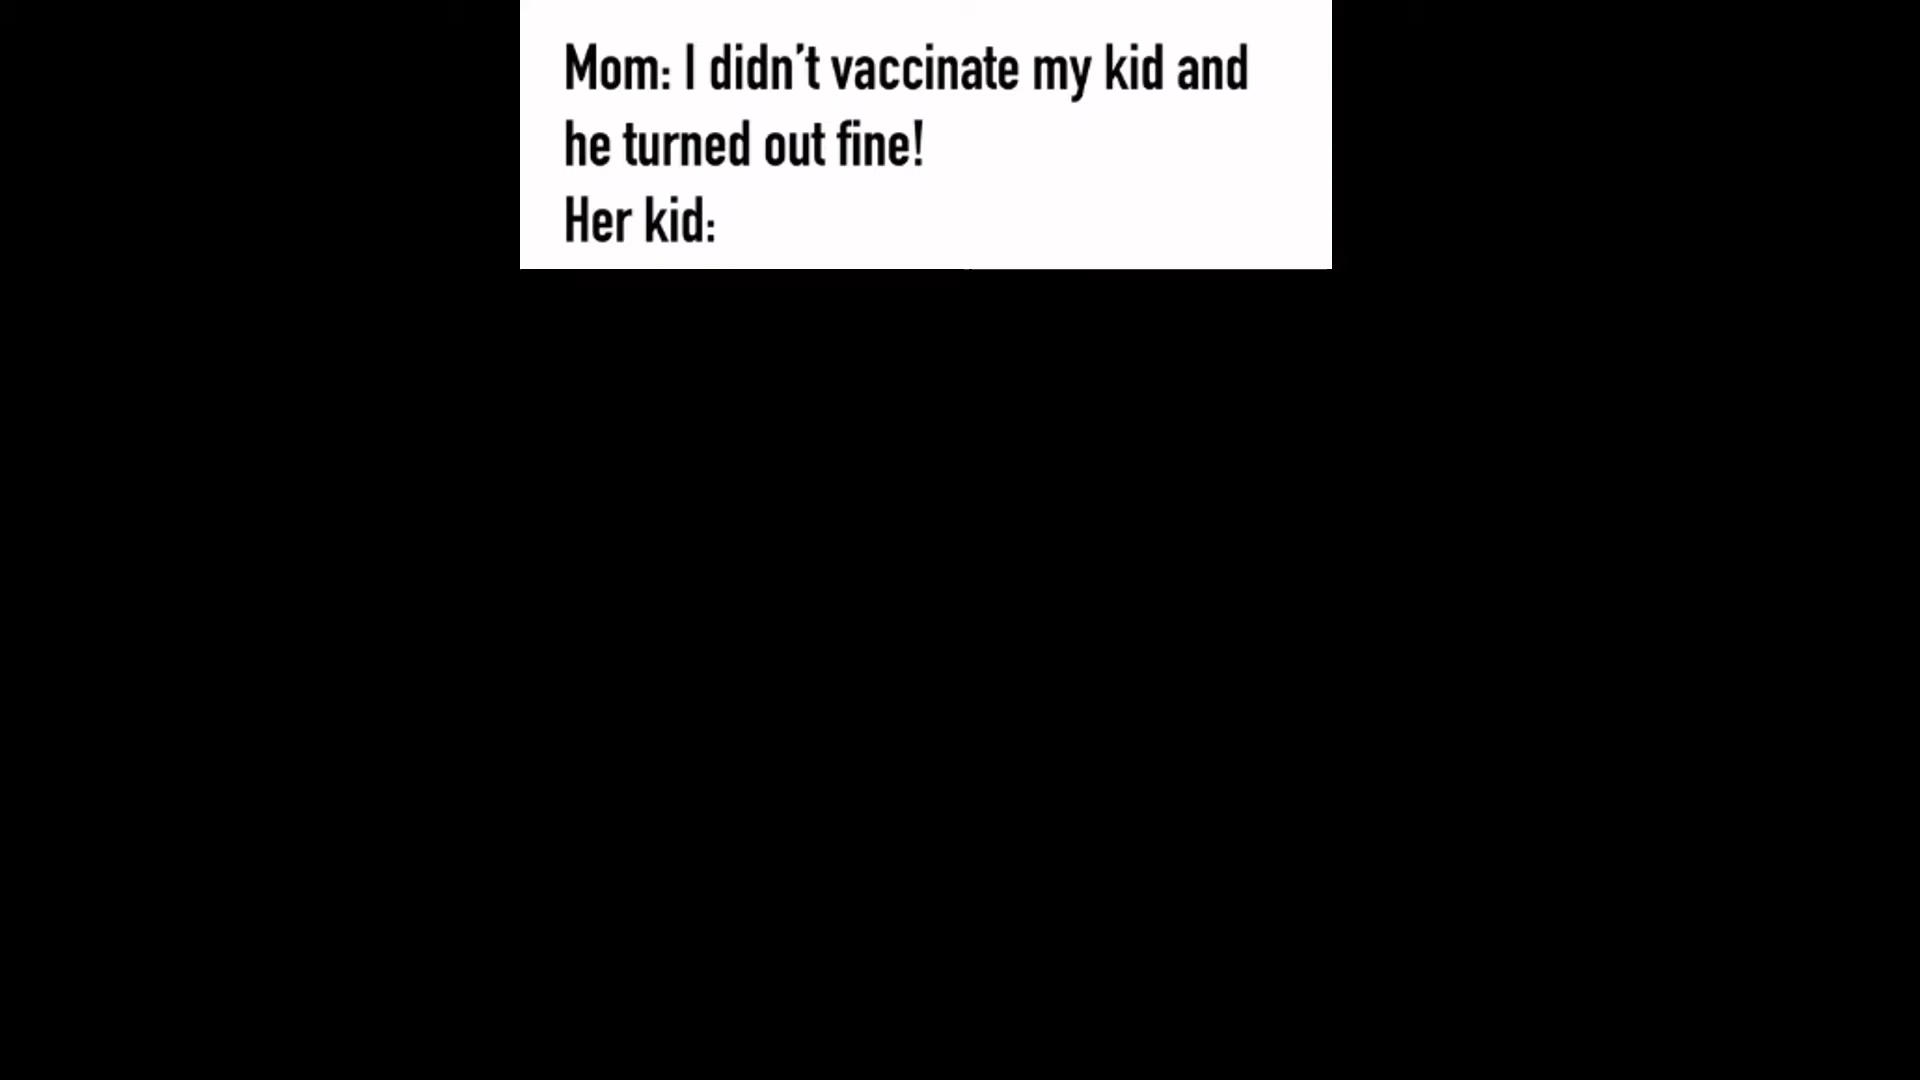 Mom: I didn’t vaccinate my kid and
he turned out fine!
Her kid: